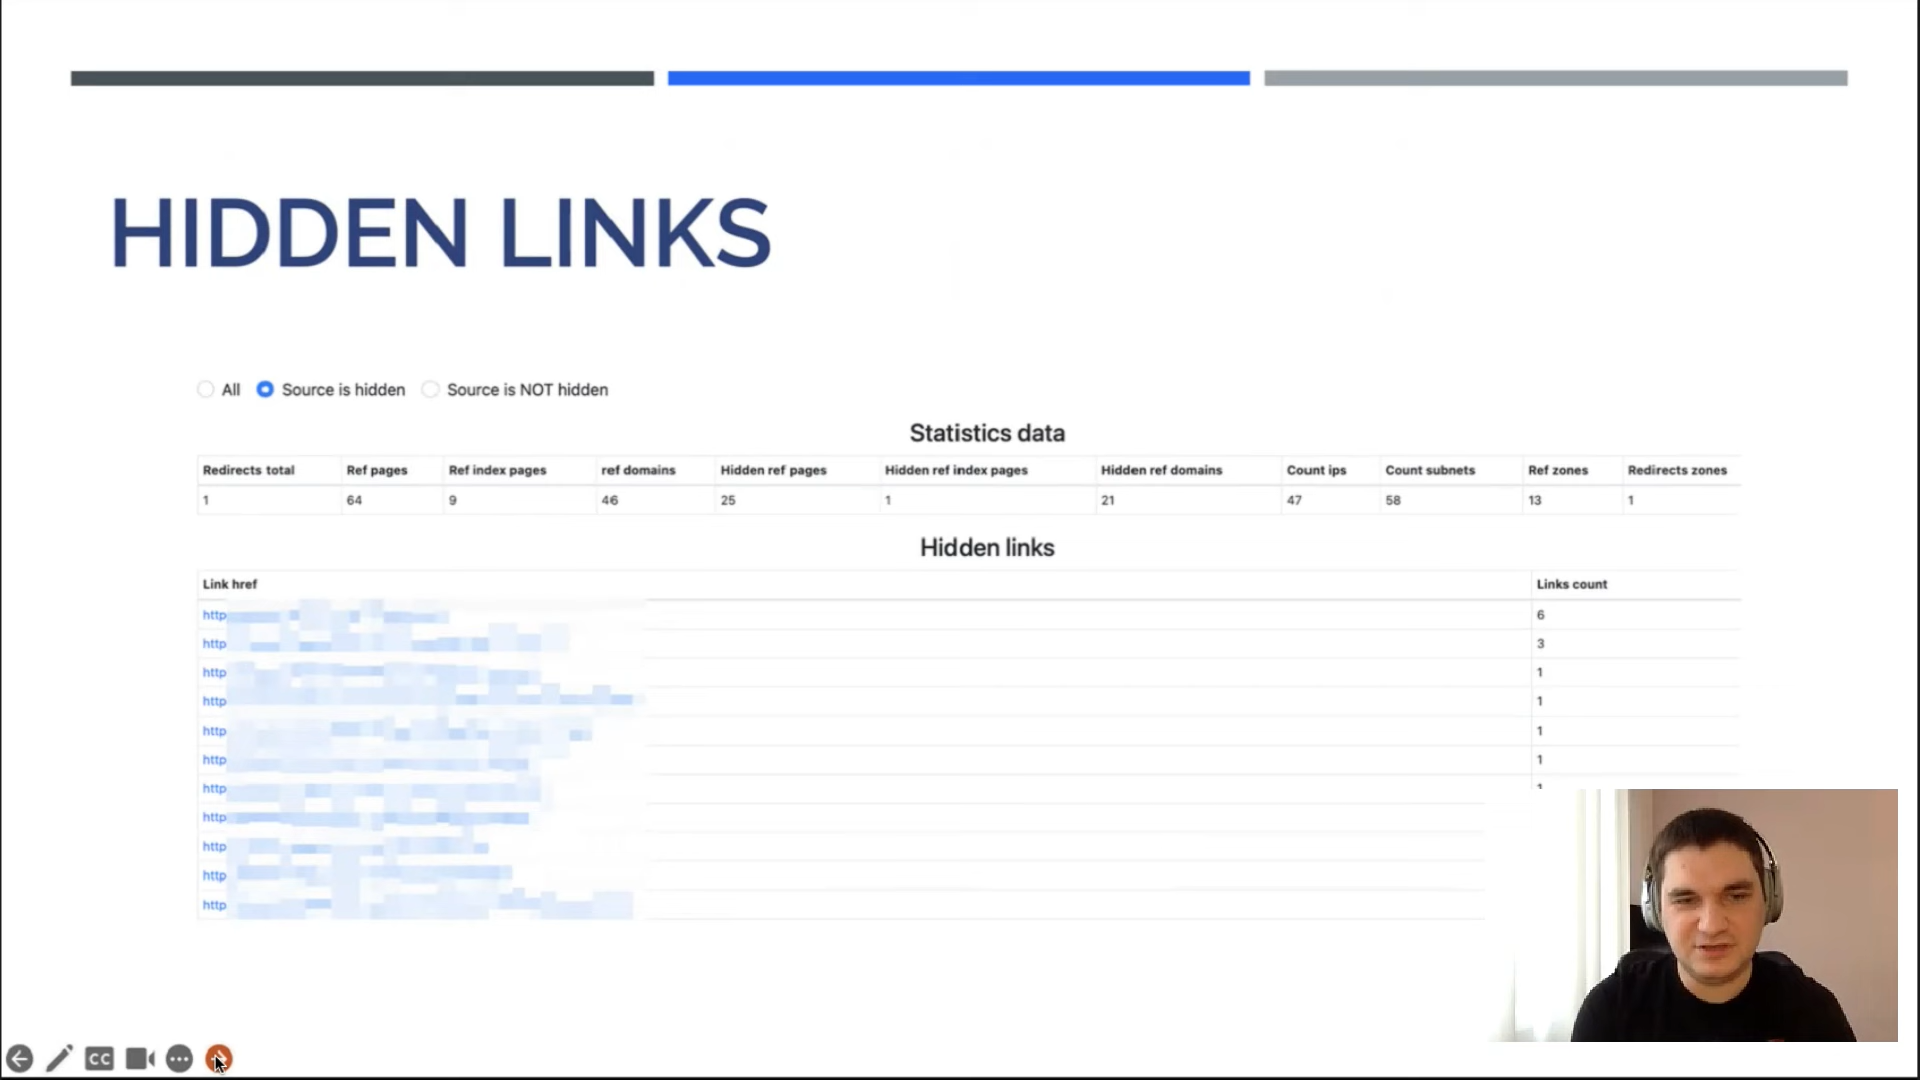 HIDDEN LINKS
All Source is hidden Source is NOT hidden
Statistics data
Redirects total Ref pages Ref index pages ref domains Hidden ref pages Hidden ref index pages Hidden ref domains Count ips Count subnets Ref zones Redirects zones
1 64 9 46 25 1 21 47 58 13 1
Hidden links
Link href Links count
http 6
http 3
http 1
http 1
http 1
http 1
http
http
http
http
http
CC